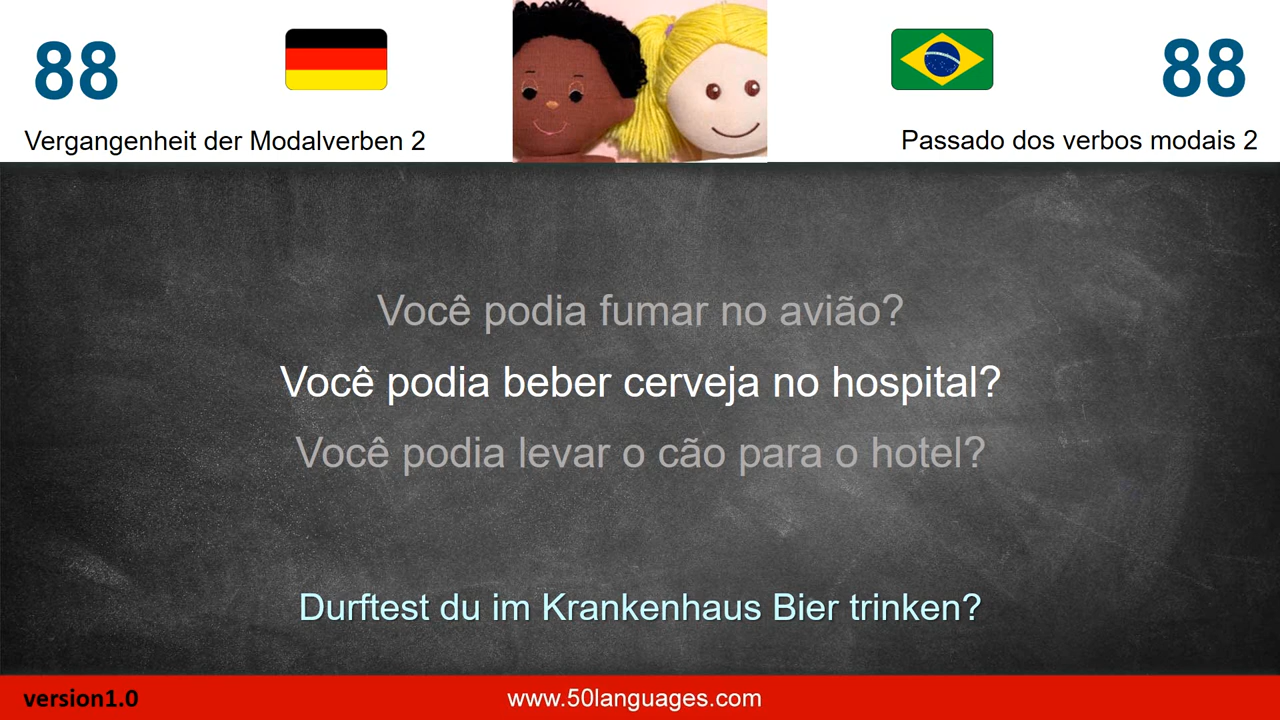 88
88
Vergangenheit der Modalverben 2
Passado dos verbos modais 2
Você podia fumar no avião?
Você podia beber cerveja no hospital?
Você podia levar o cão para o hotel?
Durftest du im Krankenhaus Bier trinken?
version1.0
www.50languages.com